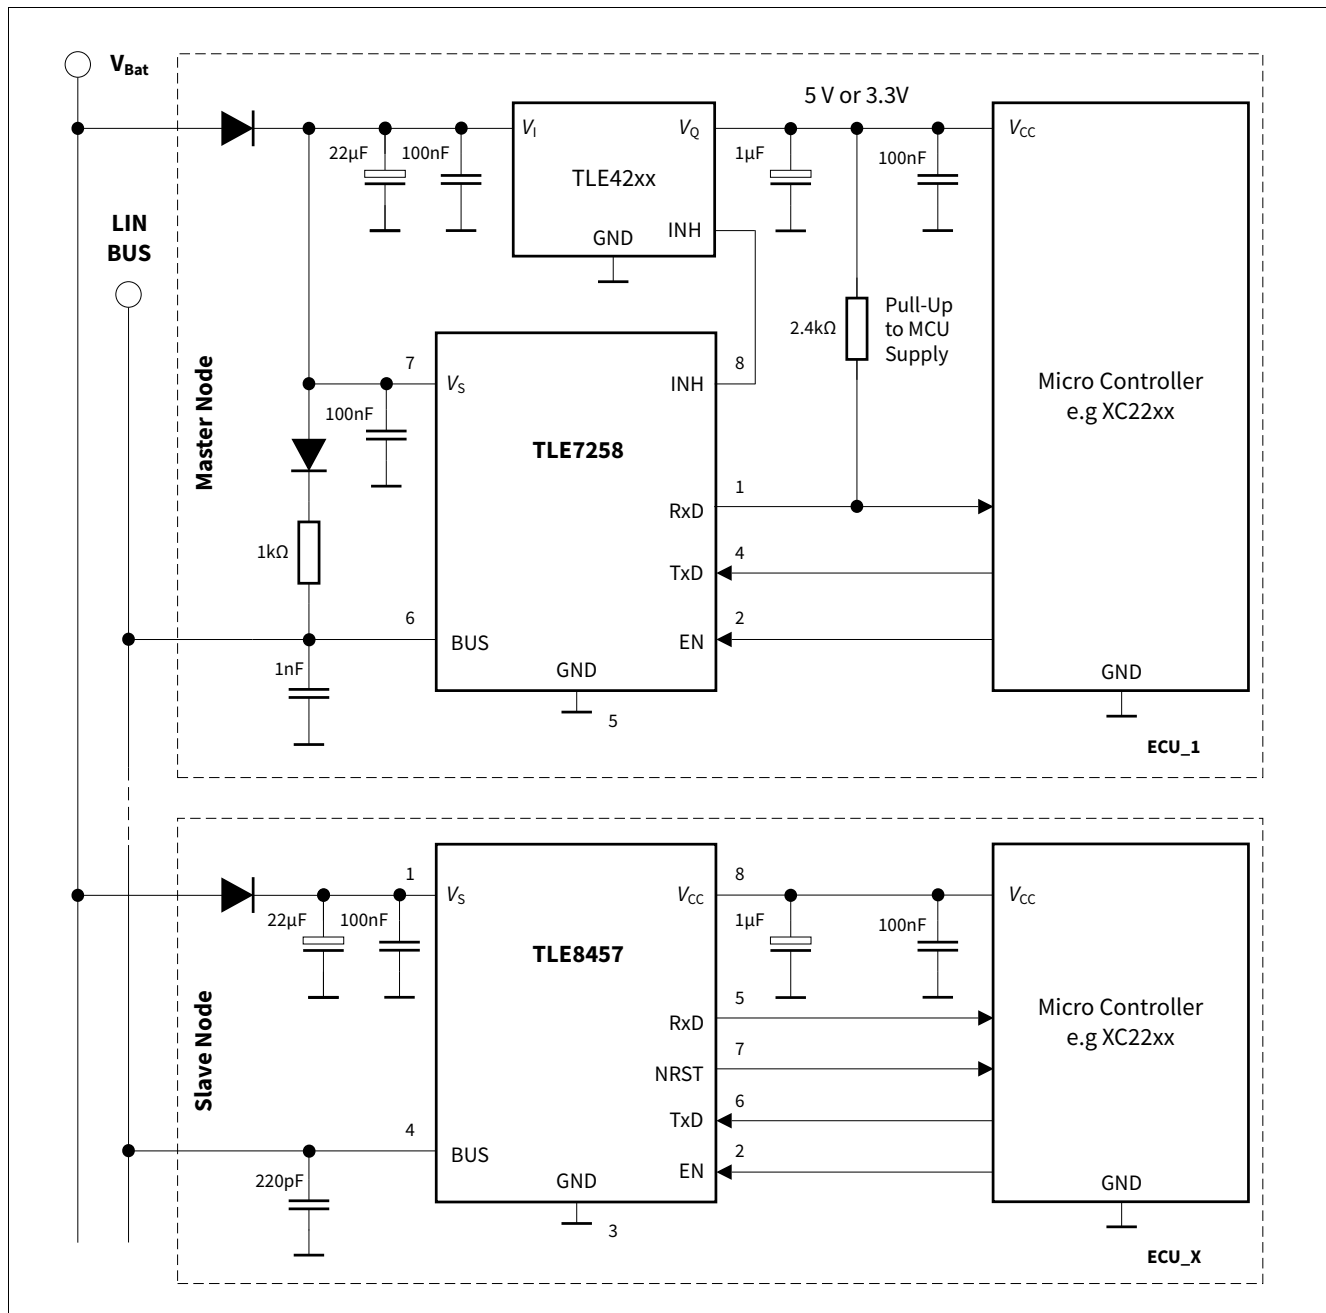 VBat
5 V or 3.3V
VI
VQ
VCC
22µF
100nF
1µF
100nF
TLE42xx
LIN
BUS
GND
INH
2.4kΩ
Pull-Up
to MCU
Supply
Master Node
7
8
VS
INH
Micro Controller
e.g XC22xx
100nF
TLE7258
1
RxD
1kΩ
4
TxD
6
2
BUS
EN
1nF
GND
GND
5
ECU_1
1
8
VS
VCC
VCC
22µF
100nF
1µF
100nF
TLE8457
5
Slave Node
RxD
Micro Controller
e.g XC22xx
7
NRST
6
TxD
4
2
BUS
EN
220pF
GND
GND
3
ECU_X